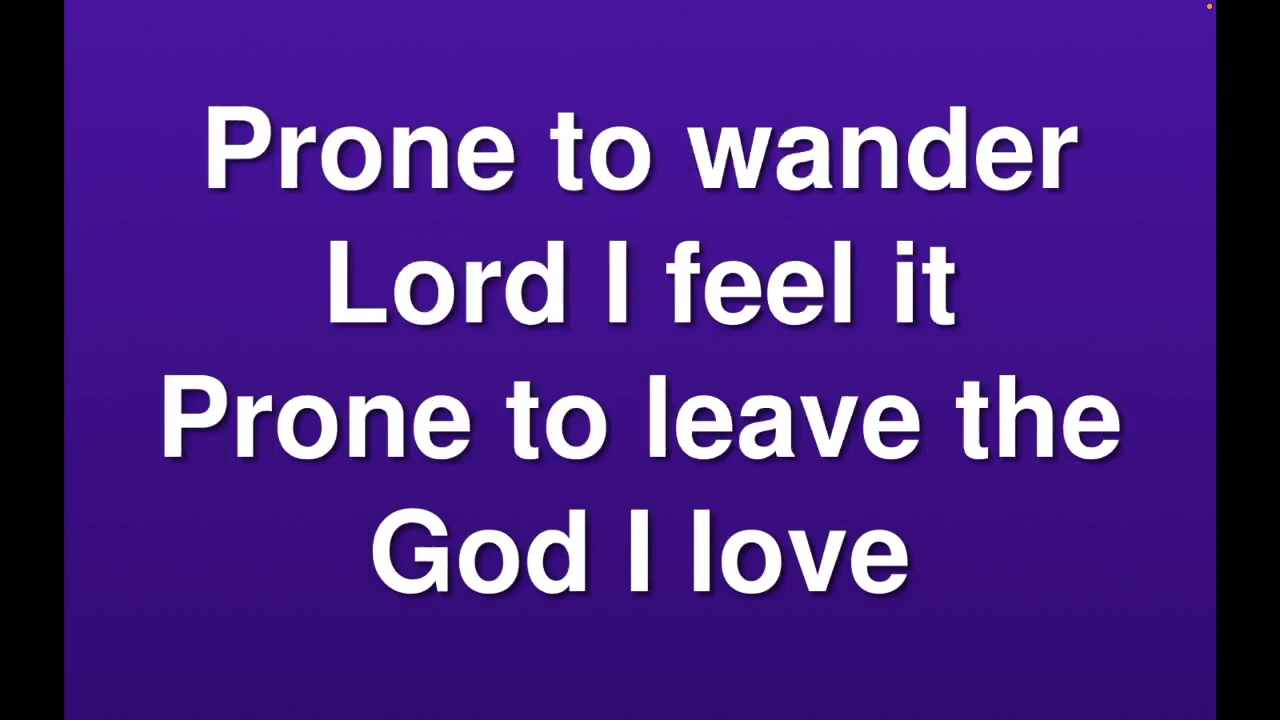 Prone to wander
Lord I feel it
Prone to leave the
God I love